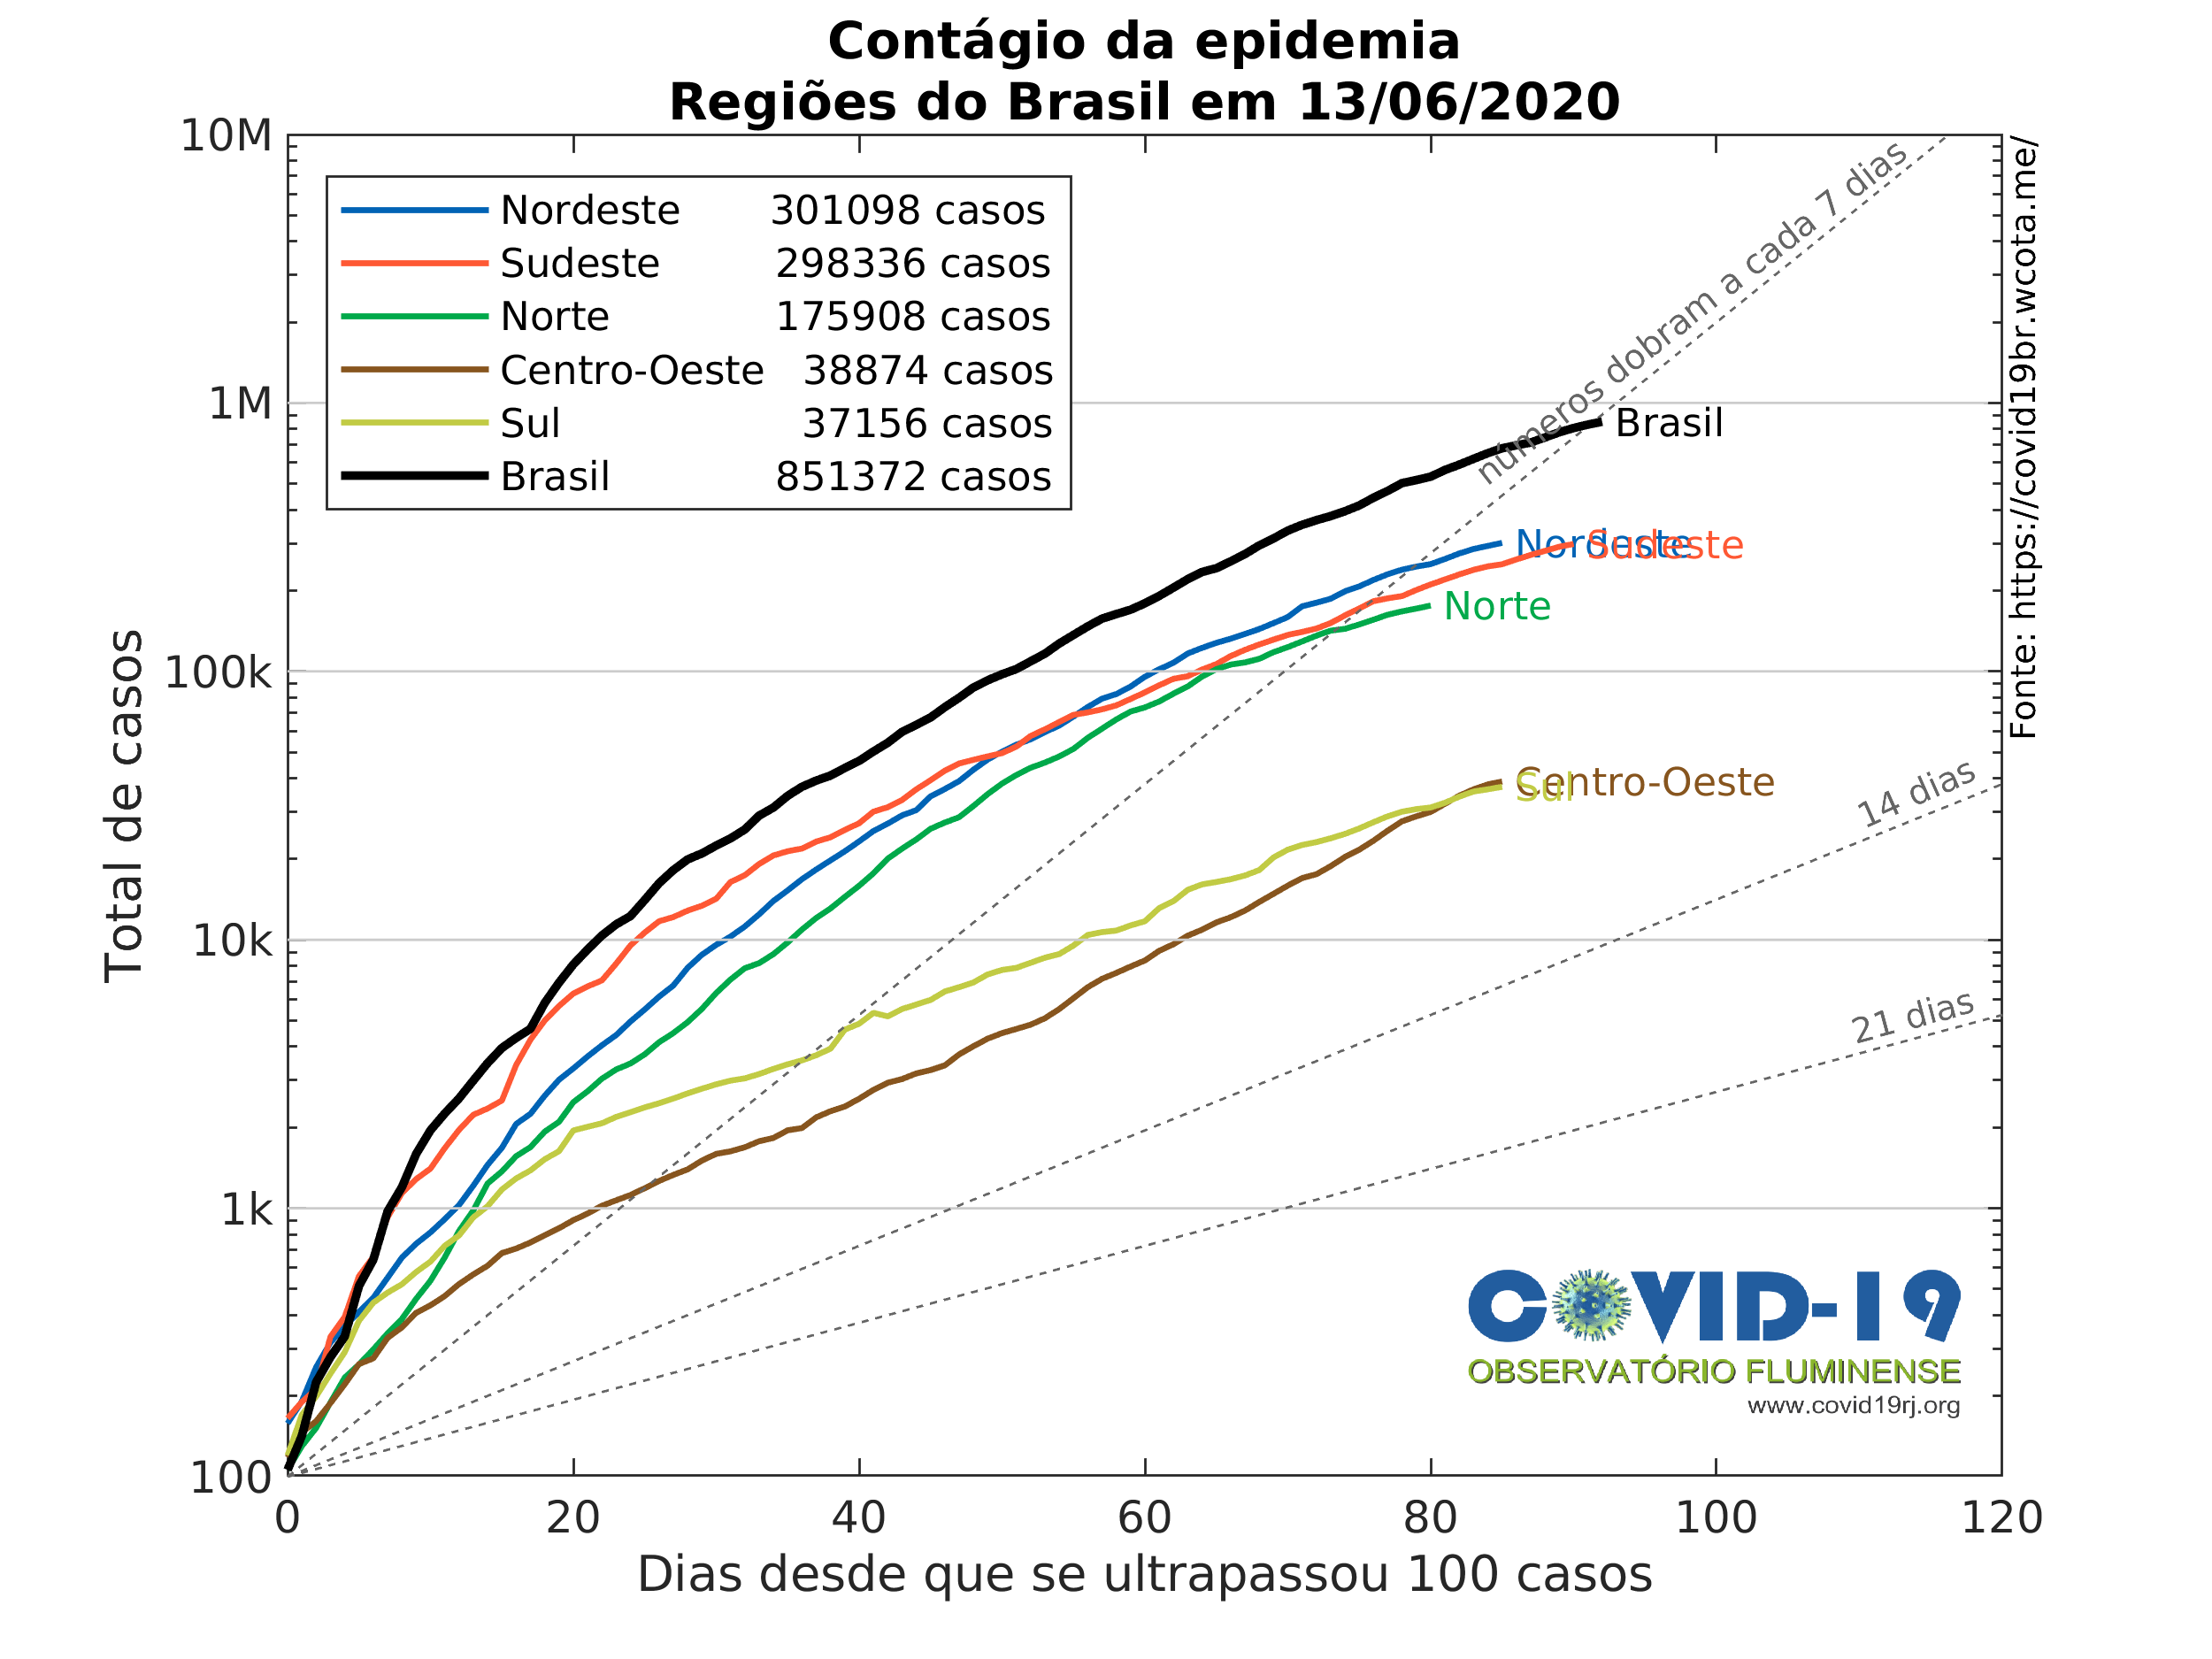 Contágio da epidemia
Regiões do Brasil em 13/06/2020
10M
1M
100k
10k
1k
100
Total de casos
Nordeste 301098 casos
Sudeste 298336 casos
Norte 175908 casos
Centro-Oeste 38874 casos
Sul 37156 casos
Brasil 851372 casos
números dobram a cada 7 dias
Brasil
Nordeste
Sudeste
Norte
Centro-Oeste
Sul
14 dias
21 dias
Fonte: https://covid19br.wcota.me/
COVID-19
OBSERVATÓRIO FLUMINENSE
www.covid19rj.org
0 20 40 60 80 100 120
Dias desde que se ultrapassou 100 casos